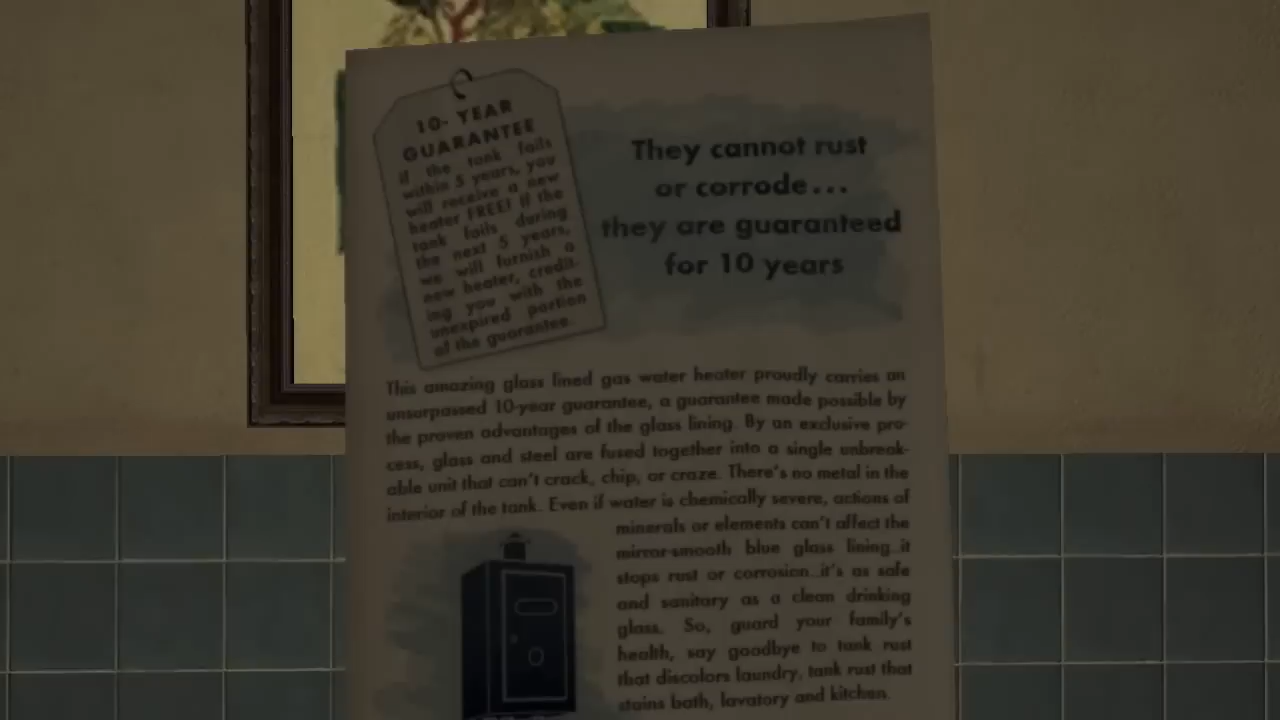 10- YEAR
GUARANTEE
if the tank fails
within 5 years, you
will receive a new
heater FREE! If the
tank fails during
the next 5 years,
we will furnish a
new heater, credit-
ing you with the
unexpired portion
of the guarantee.
They cannot rust
or corrode...
they are guaranteed
for 10 years
This amazing glass lined gas water heater proudly carries an
unsurpassed 10-year guarantee, a guarantee made possible by
the proven advantages of the glass lining. By an exclusive pro-
cess, glass and steel are fused together into a single unbreak-
able unit that can't crack, chip, or craze. There's no metal in the
interior of the tank. Even if water is chemically severe, actions of
minerals or elements can't affect the
mirror-smooth blue glass lining..it
stops rust or corrosion..it's as safe
and sanitary as a clean drinking
glass. So, guard your family's
health, say goodbye to tank rust
that discolors laundry, tank rust that
stains bath, lavatory and kitchen.